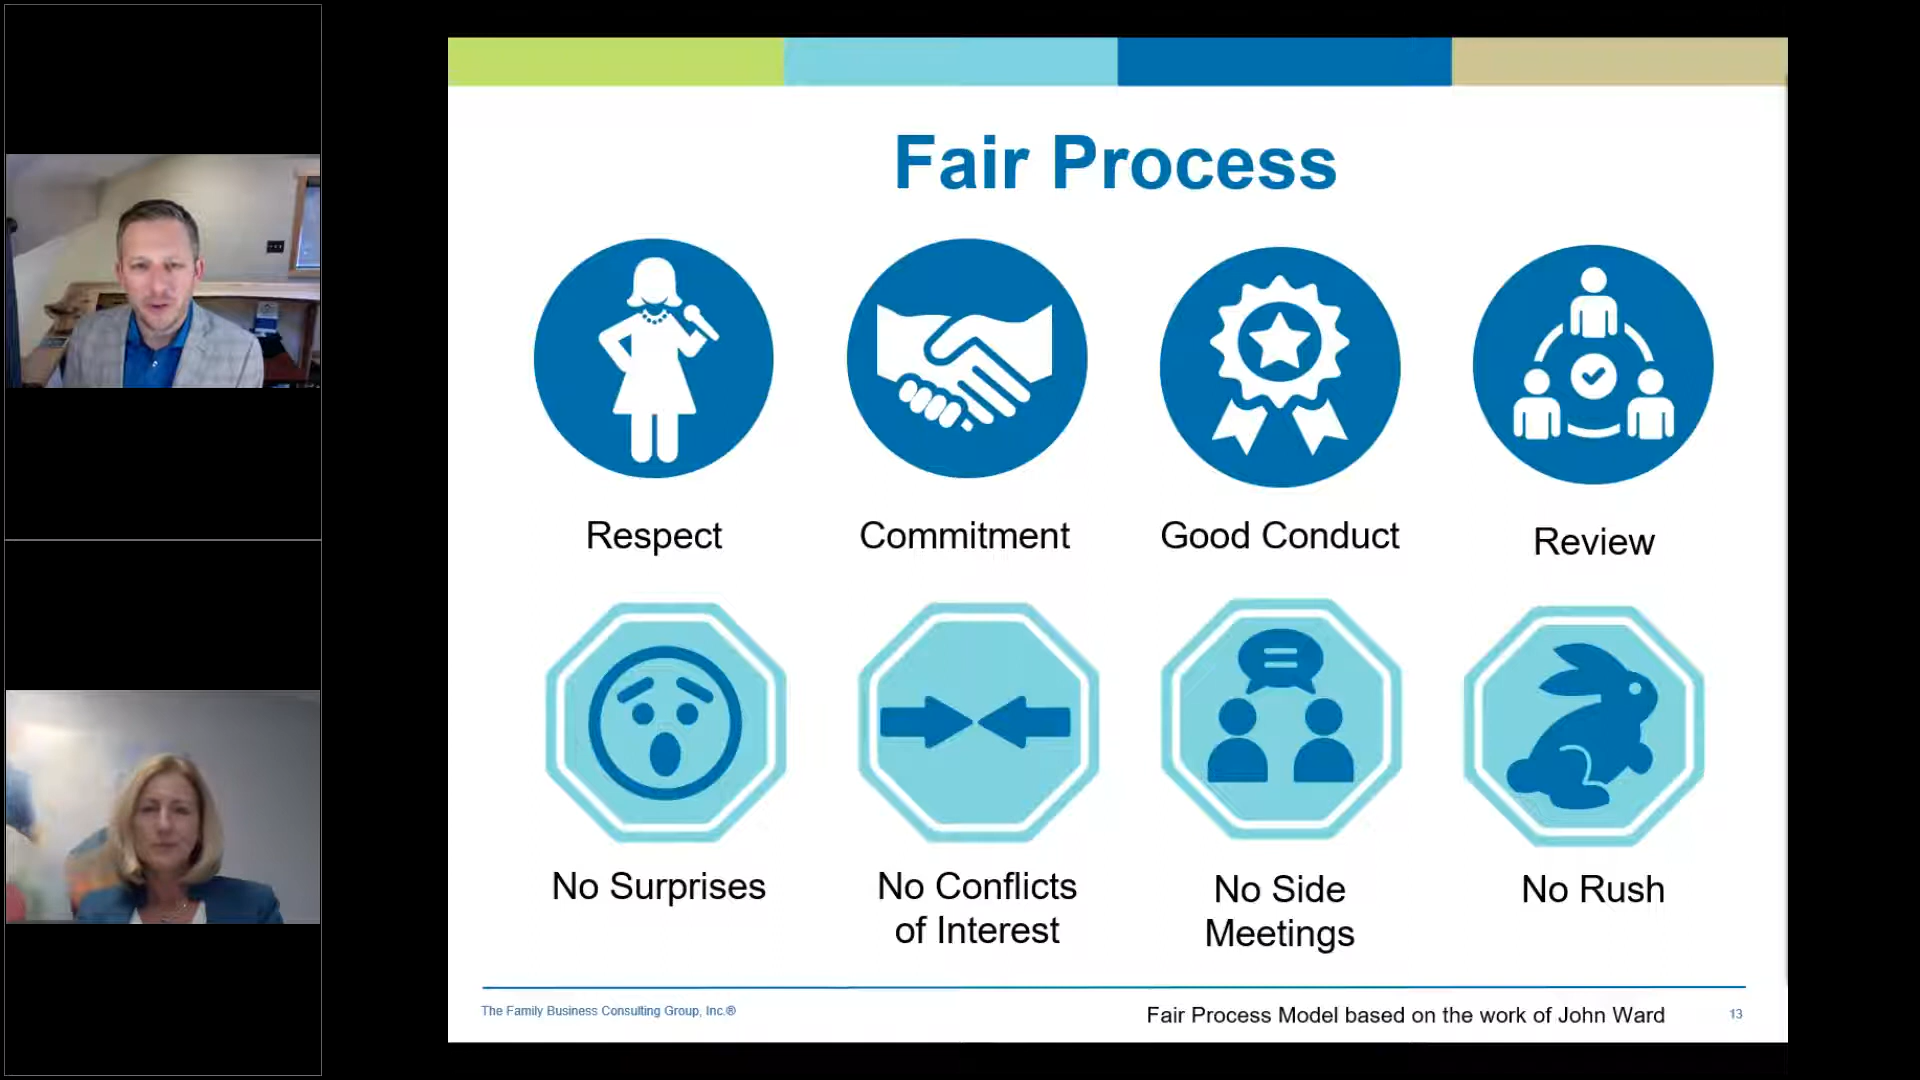 Fair Process
Respect
Commitment
Good Conduct
Review
No Surprises
No Conflicts
of Interest
No Side
Meetings
No Rush
The Family Business Consulting Group, Inc.®
Fair Process Model based on the work of John Ward
13